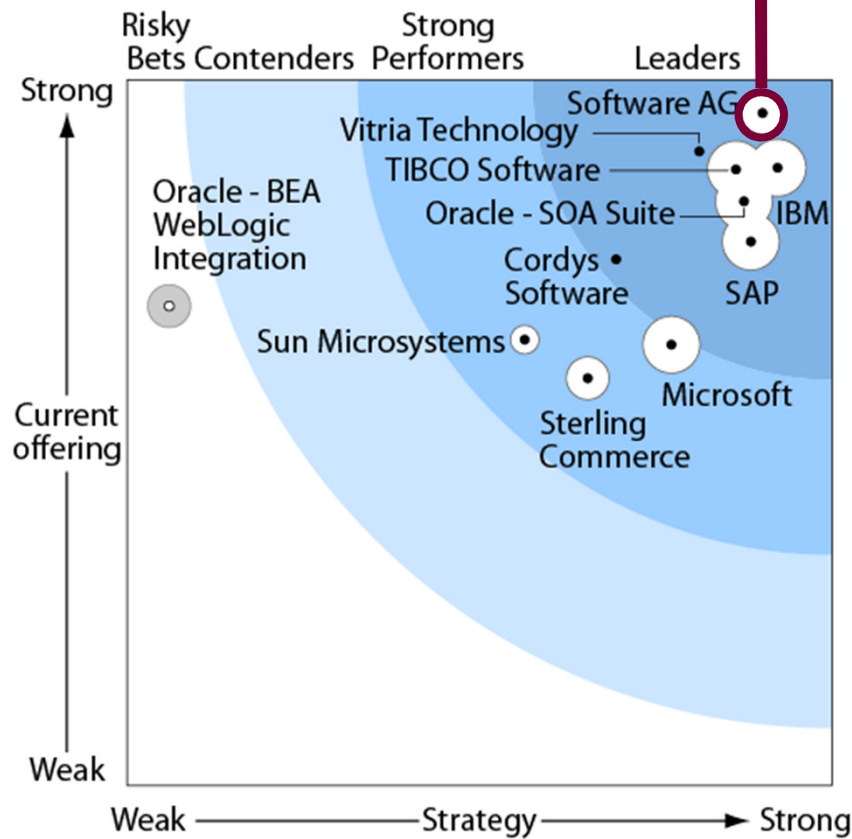 Risky
Bets
Contenders
Strong
Performers
Leaders
Strong
Software AG
Vitria Technology
TIBCO Software
Oracle - BEA
WebLogic
Integration
Oracle - SOA Suite
IBM
Cordys
Software
SAP
Sun Microsystems
Microsoft
Current
offering
Sterling
Commerce
Weak
Weak
Strategy
Strong